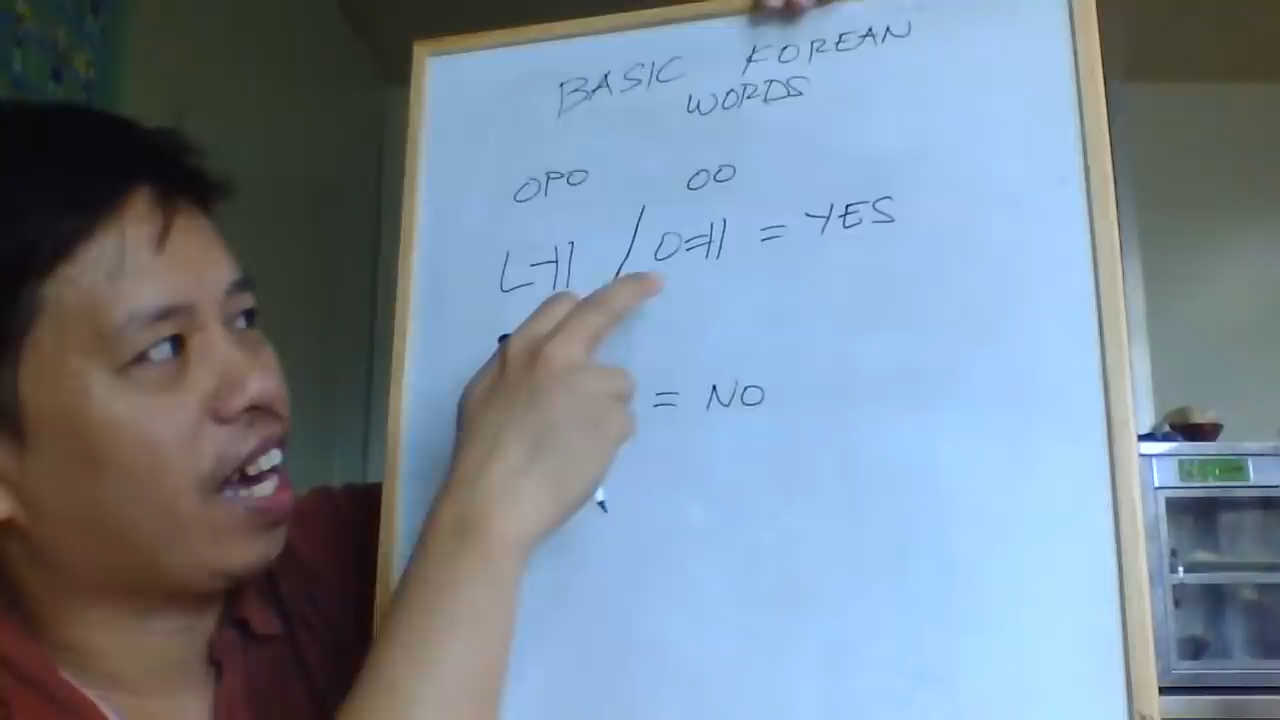 BASIC KOREAN
WORDS
OPO OO
네 / 예 = YES
= NO